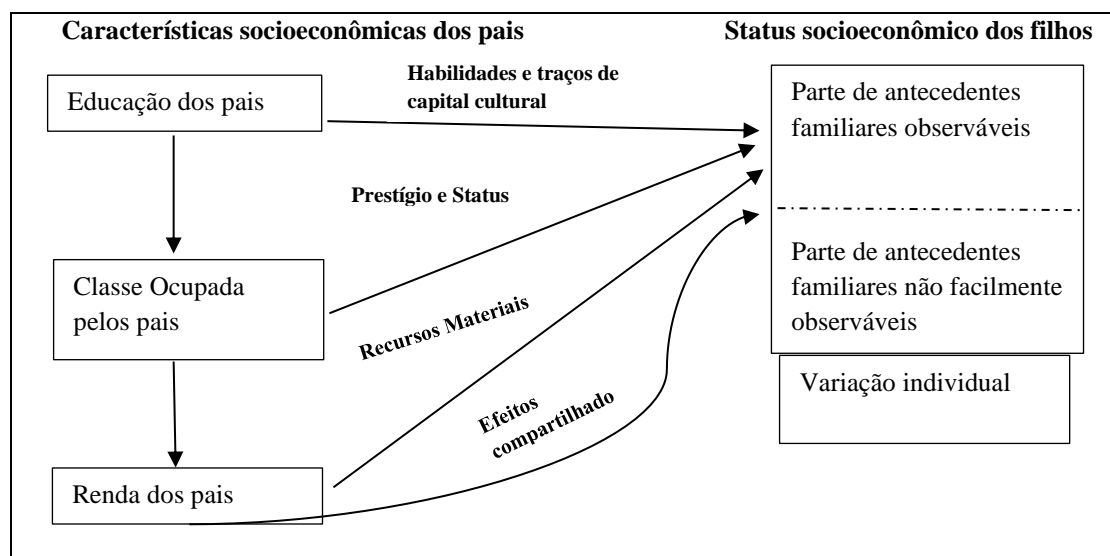 Características socioeconômicas dos pais
Status socioeconômico dos filhos
Educação dos pais
Habilidades e traços de
capital cultural
Parte de antecedentes
familiares observáveis
Prestígio e Status
Classe Ocupada
pelos pais
Recursos Materiais
Parte de antecedentes
familiares não facilmente
observáveis
Variação individual
Efeitos
compartilhado
Renda dos pais